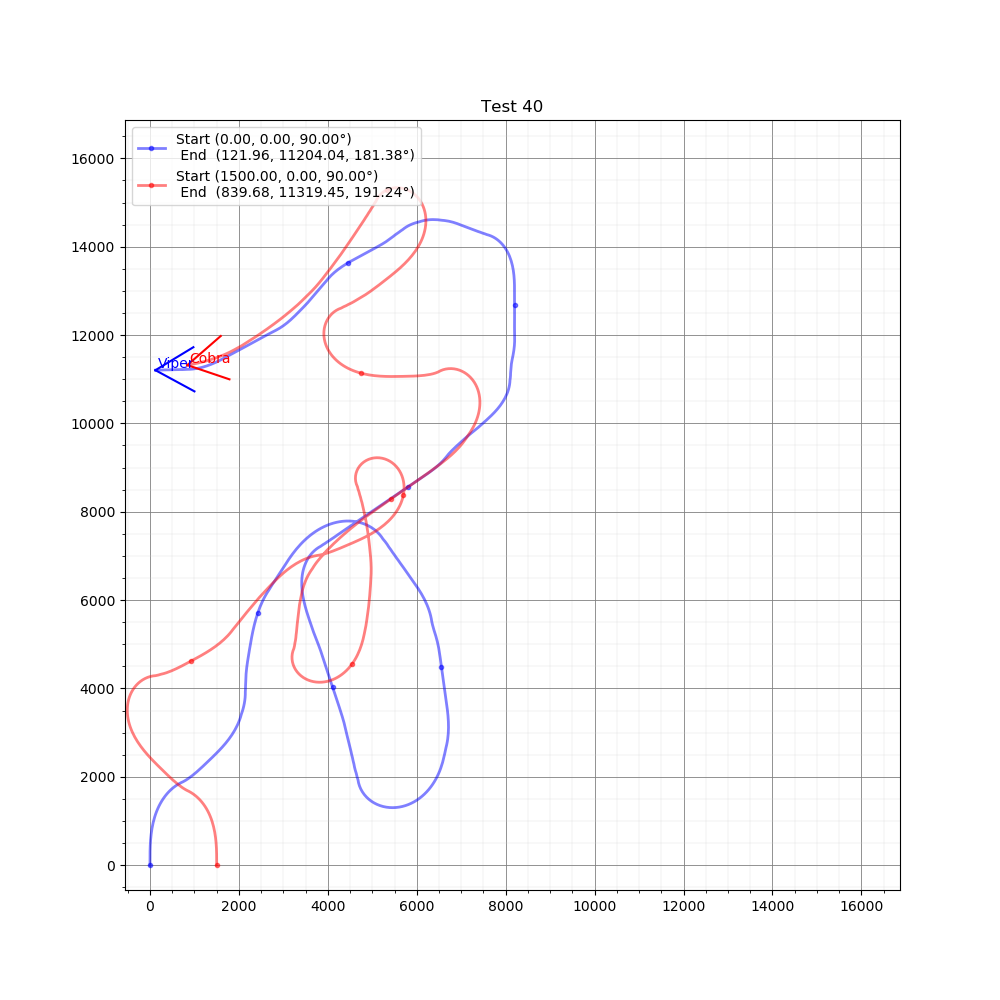 Test 40
Start (0.00, 0.00, 90.00°)
End (121.96, 11204.04, 181.38°)
Start (1500.00, 0.00, 90.00°)
End (839.68, 11319.45, 191.24°)
16000
14000
12000
10000
8000
6000
4000
2000
0
Viper
Cobra
0 2000 4000 6000 8000 10000 12000 14000 16000